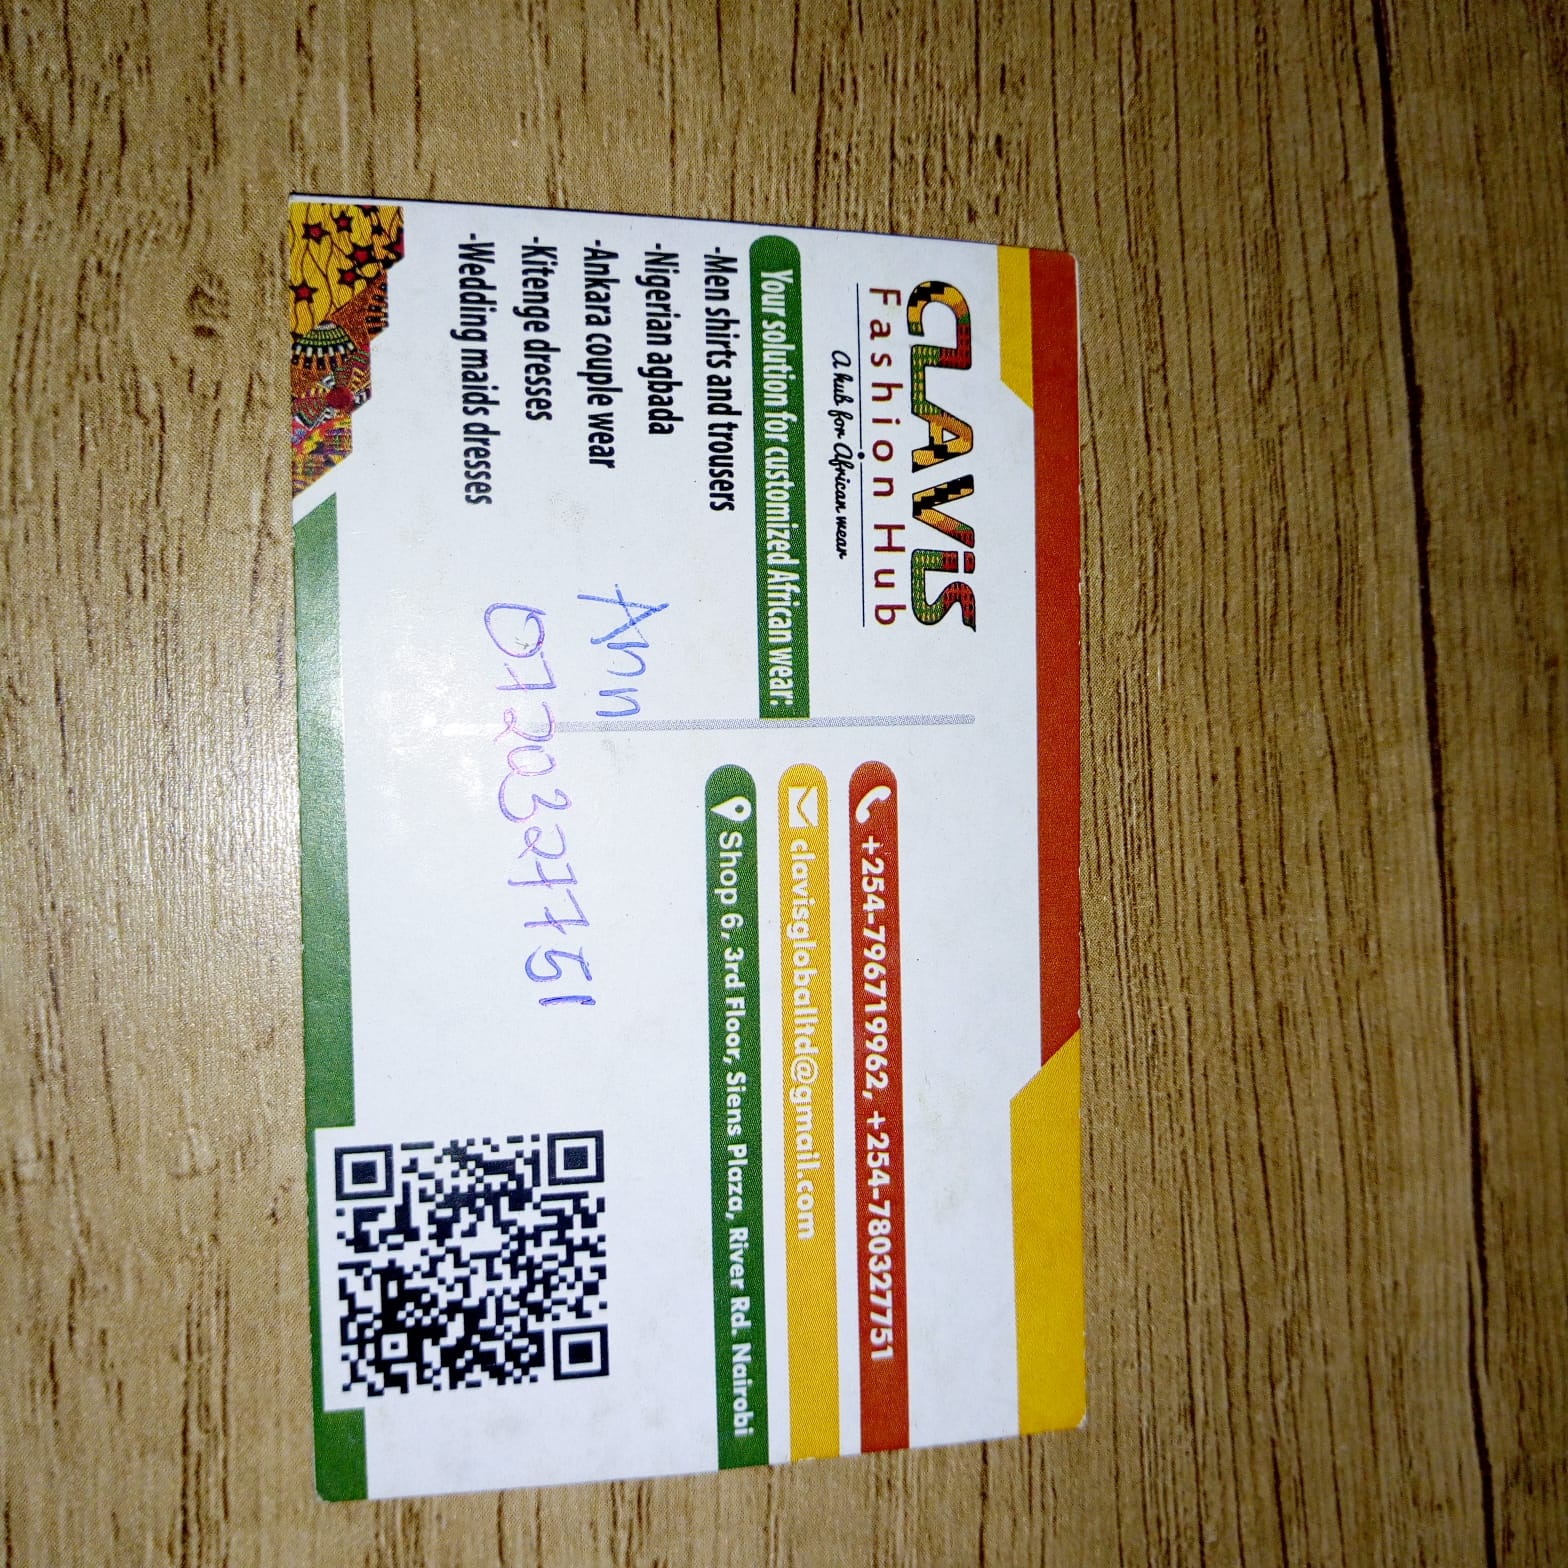 CLAViS
Fashion Hub
A hub for African wear
Your solution for customized African wear:
-Men shirts and trousers
-Nigerian agbada
-Ankara couple wear
-Kitenge dresses
-Wedding maids dresses
+254-796719962, +254-780327751
clavisgloballtd@gmail.com
Shop 6, 3rd Floor, Siens Plaza, River Rd. Nairobi
Ann
0720327751